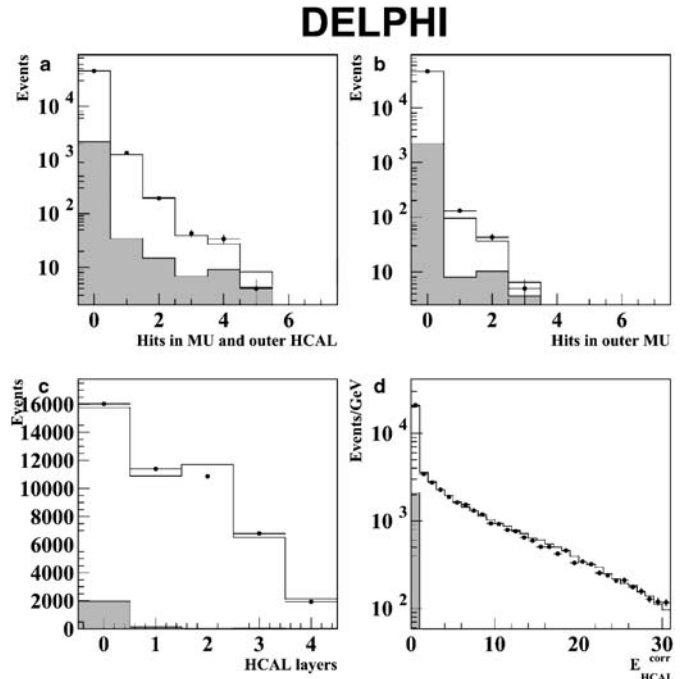 DELPHI
a
Events
10^4
10^3
10^2
10
0 2 4 6
Hits in MU and outer HCAL
b
Events
10^4
10^3
10^2
10
0 2 4 6
Hits in outer MU
c
Events
16000
14000
12000
10000
8000
6000
4000
2000
0
0 1 2 3 4
HCAL layers
d
Events/GeV
10^4
10^3
10^2
0 10 20 30
E corr HCAL